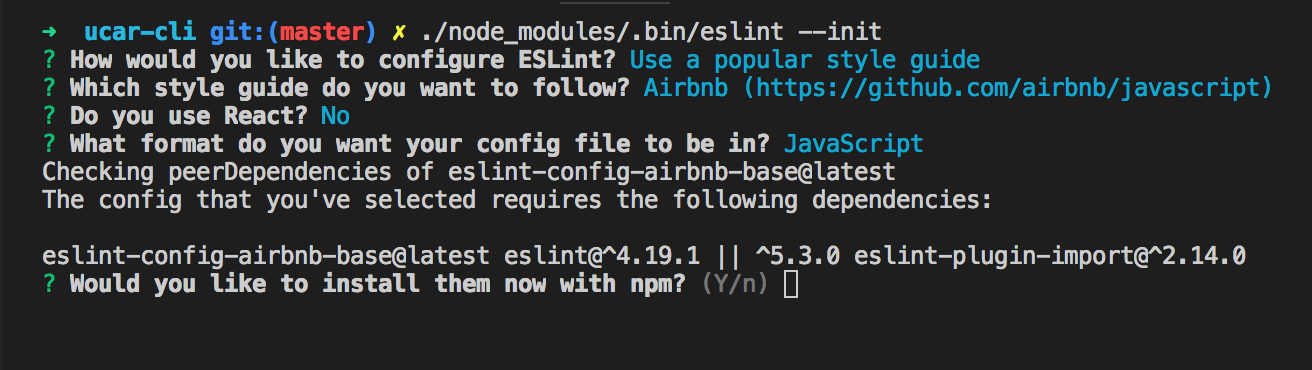 ➜  ucar-cli git:(master) ✗ ./node_modules/.bin/eslint --init
? How would you like to configure ESLint? Use a popular style guide
? Which style guide do you want to follow? Airbnb (https://github.com/airbnb/javascript)
? Do you use React? No
? What format do you want your config file to be in? JavaScript
Checking peerDependencies of eslint-config-airbnb-base@latest
The config that you've selected requires the following dependencies:

eslint-config-airbnb-base@latest eslint@^4.19.1 || ^5.3.0 eslint-plugin-import@^2.14.0
? Would you like to install them now with npm? (Y/n)